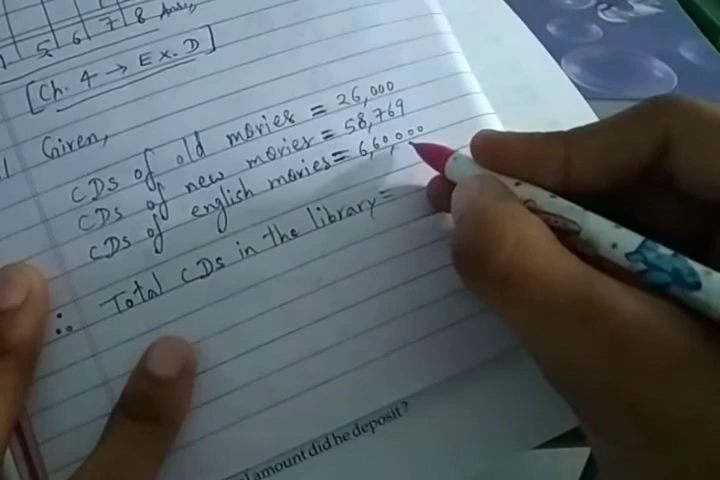 5 6 7 8
[Ch. 4 → Ex. D]
Given,
CDs of old movies = 26,000
CDs of new movies = 58,769
CDs of english movies = 6,60,000
∴ Total CDs in the library =
amount did he deposit?